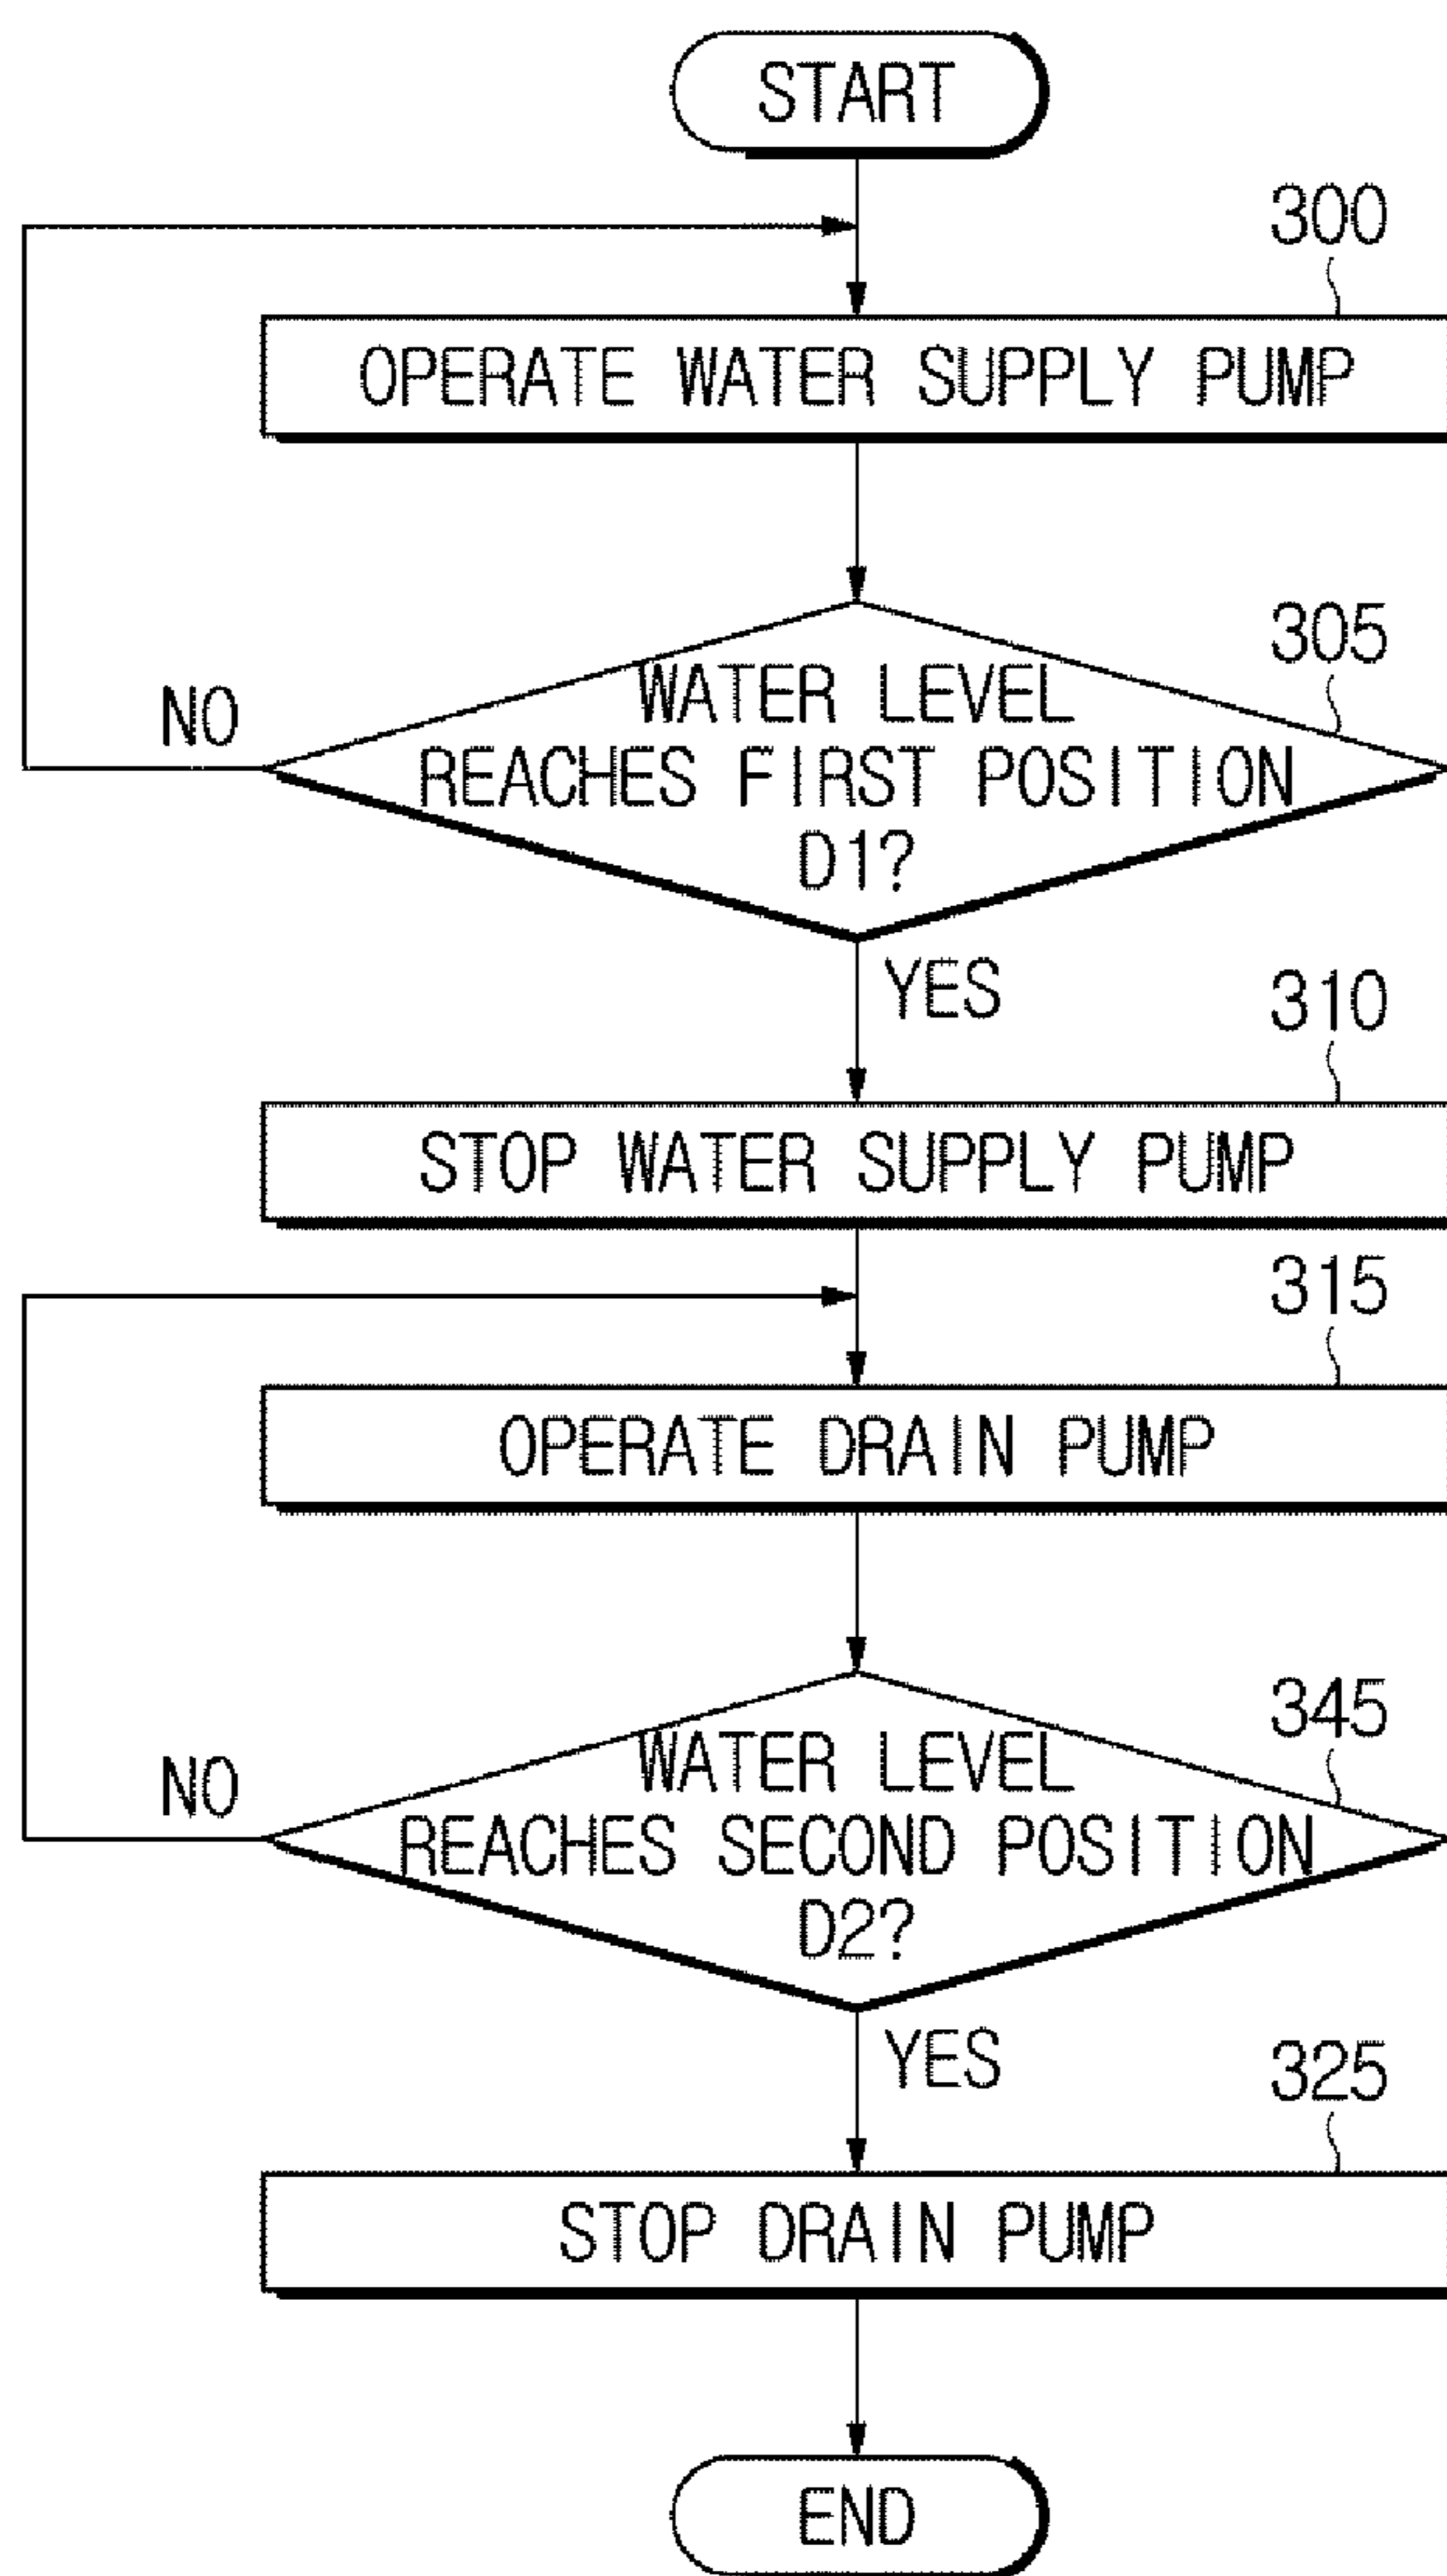 START
300
OPERATE WATER SUPPLY PUMP
305
WATER LEVEL
NO
REACHES FIRST POSITION
D1?
YES
310
STOP WATER SUPPLY PUMP
315
OPERATE DRAIN PUMP
345
WATER LEVEL
NO
REACHES SECOND POSITION
D2?
YES
325
STOP DRAIN PUMP
END